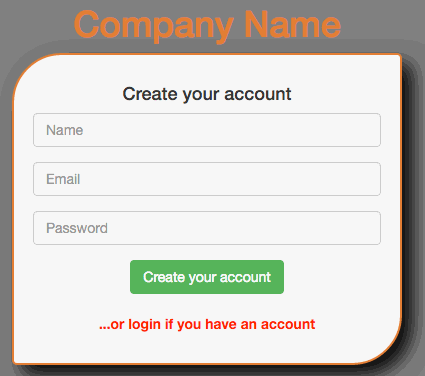 Company Name
Create your account
Name
Email
Password
Create your account
...or login if you have an account